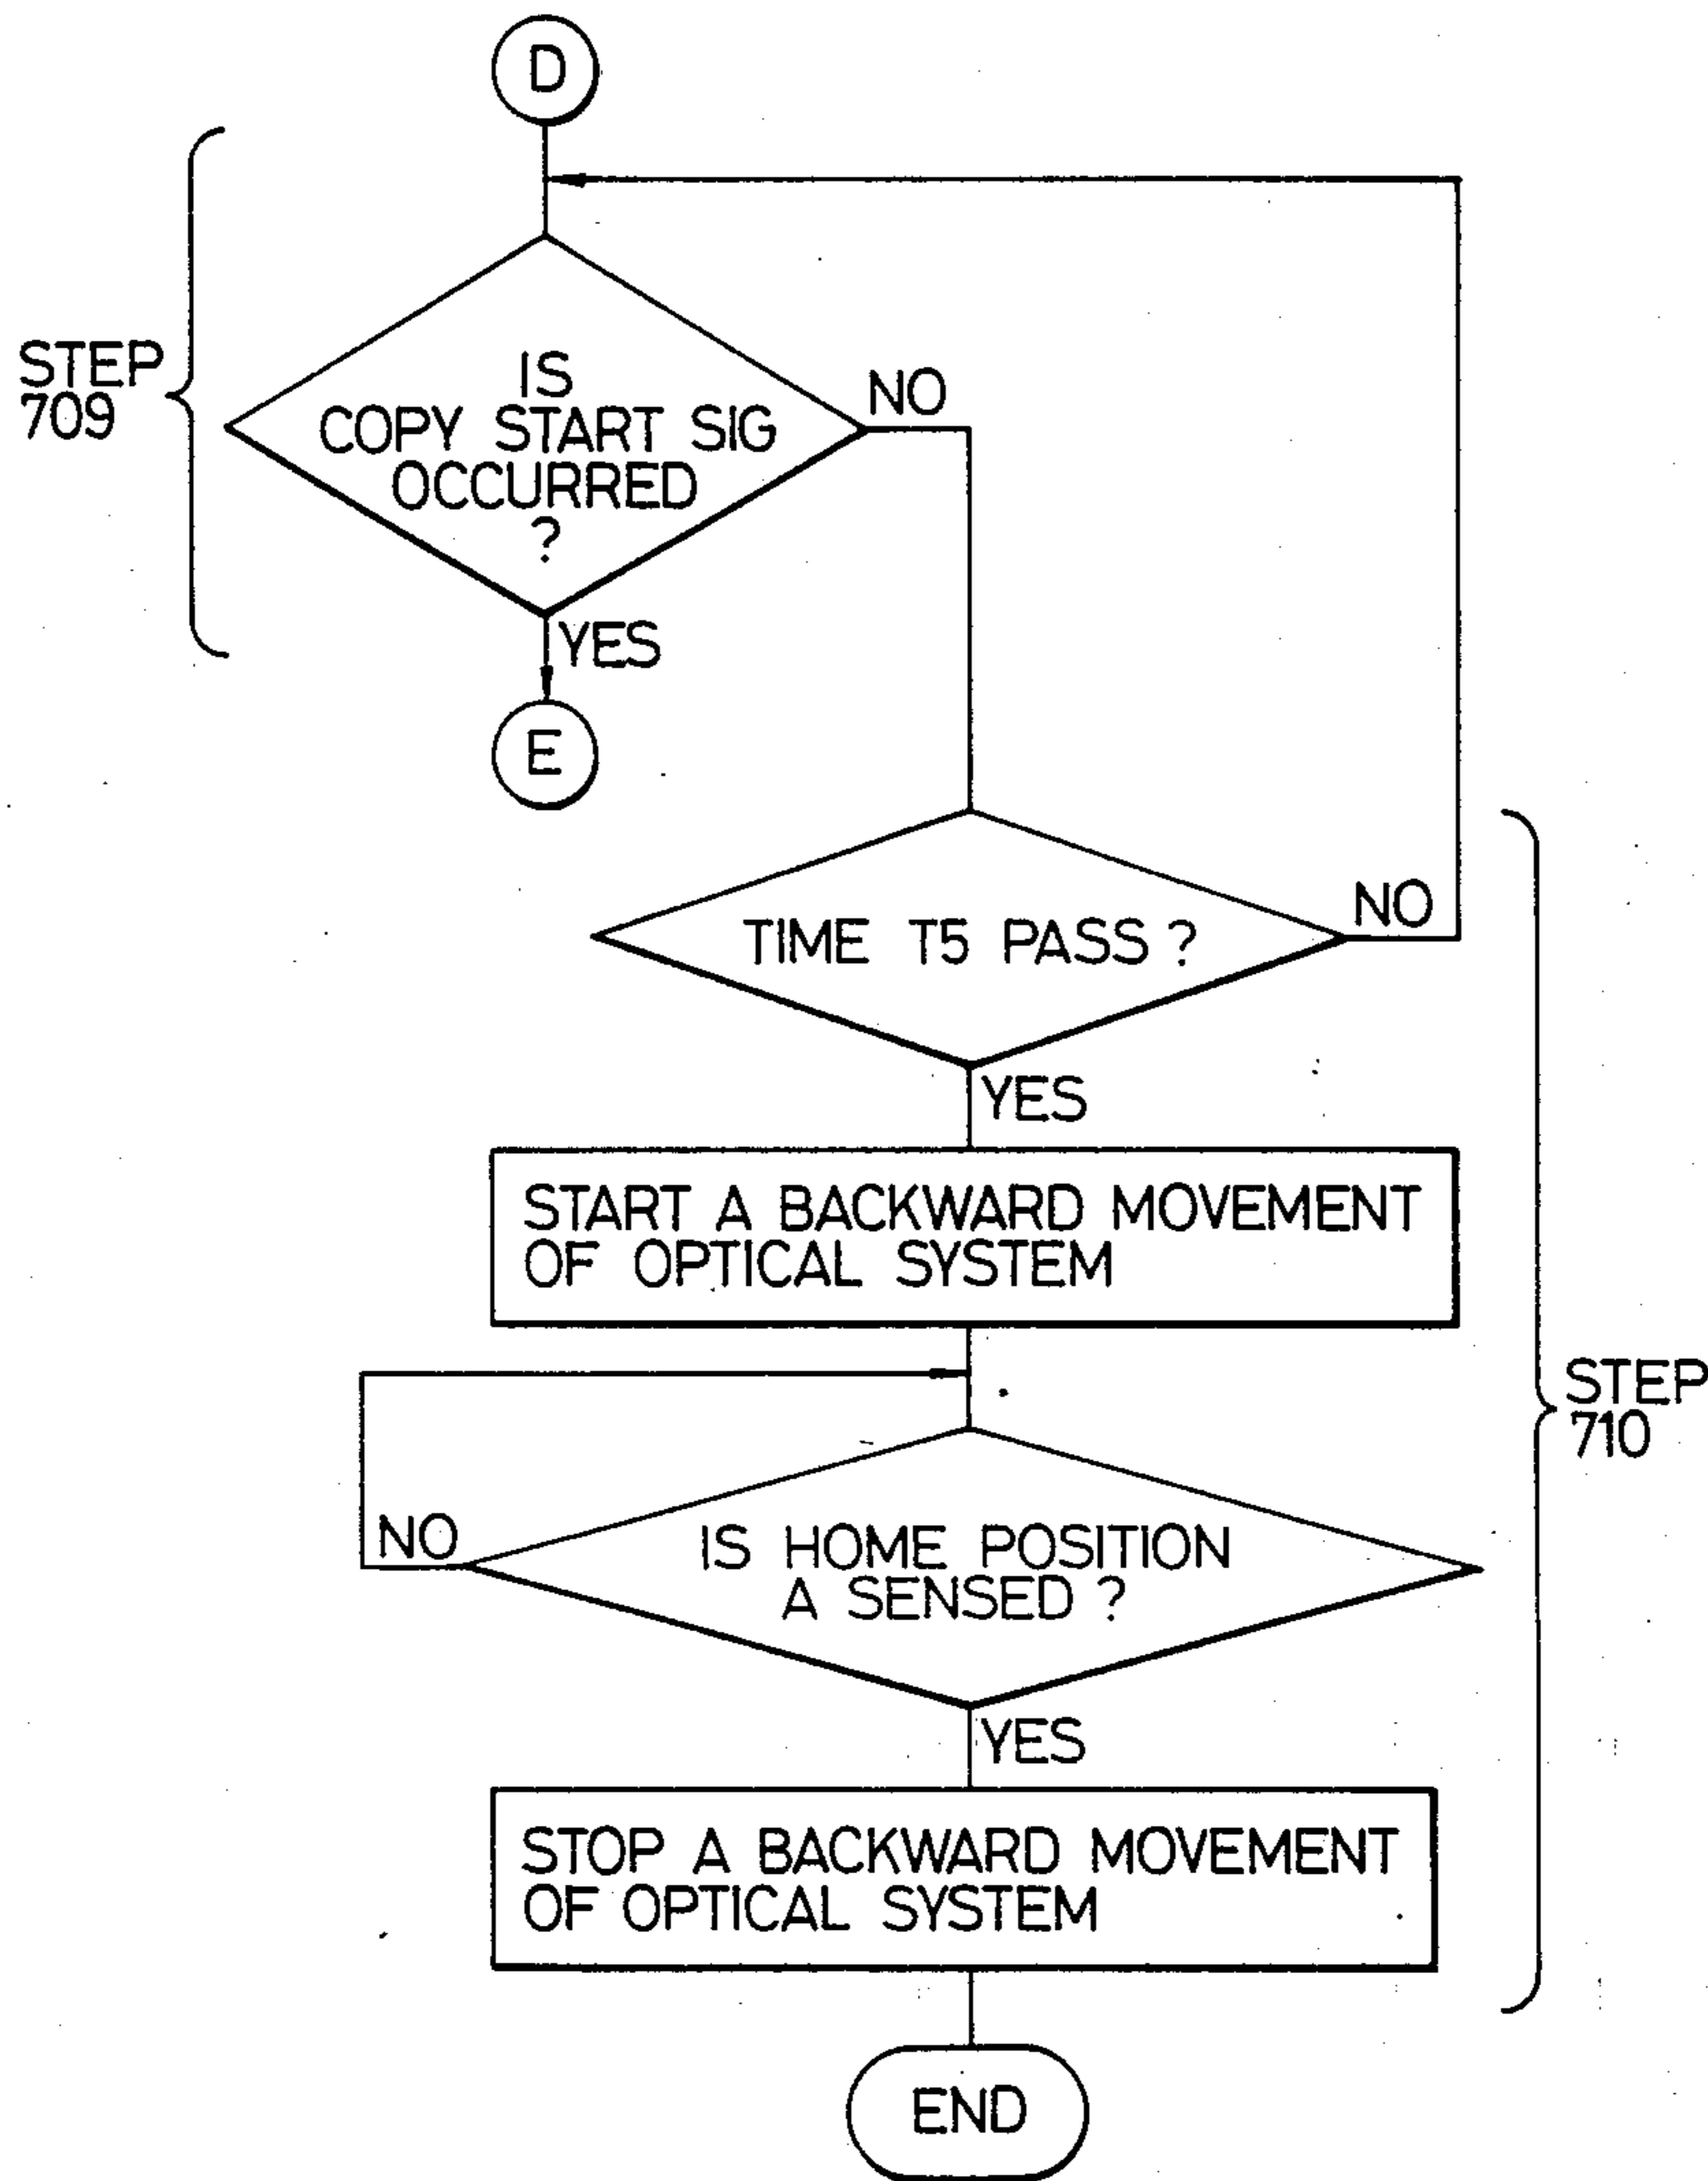 D
STEP
709
IS
COPY START SIG
OCCURRED
?
NO
YES
E
TIME T5 PASS ?
NO
YES
START A BACKWARD MOVEMENT
OF OPTICAL SYSTEM
STEP
710
NO
IS HOME POSITION
A SENSED ?
YES
STOP A BACKWARD MOVEMENT
OF OPTICAL SYSTEM
END